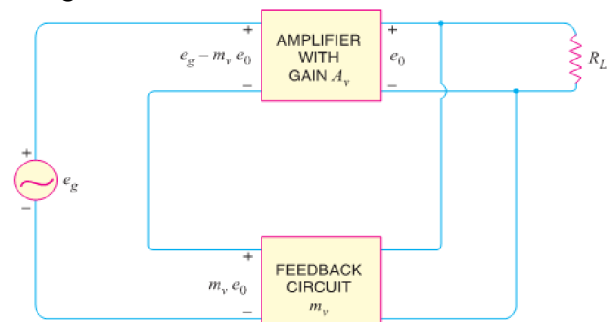 +
+
e_g – m_v e_0
AMPLIFIER
WITH
GAIN A_v
e_0
R_L
–
–
+
e_g
–
+
m_v e_0
–
FEEDBACK
CIRCUIT
m_v